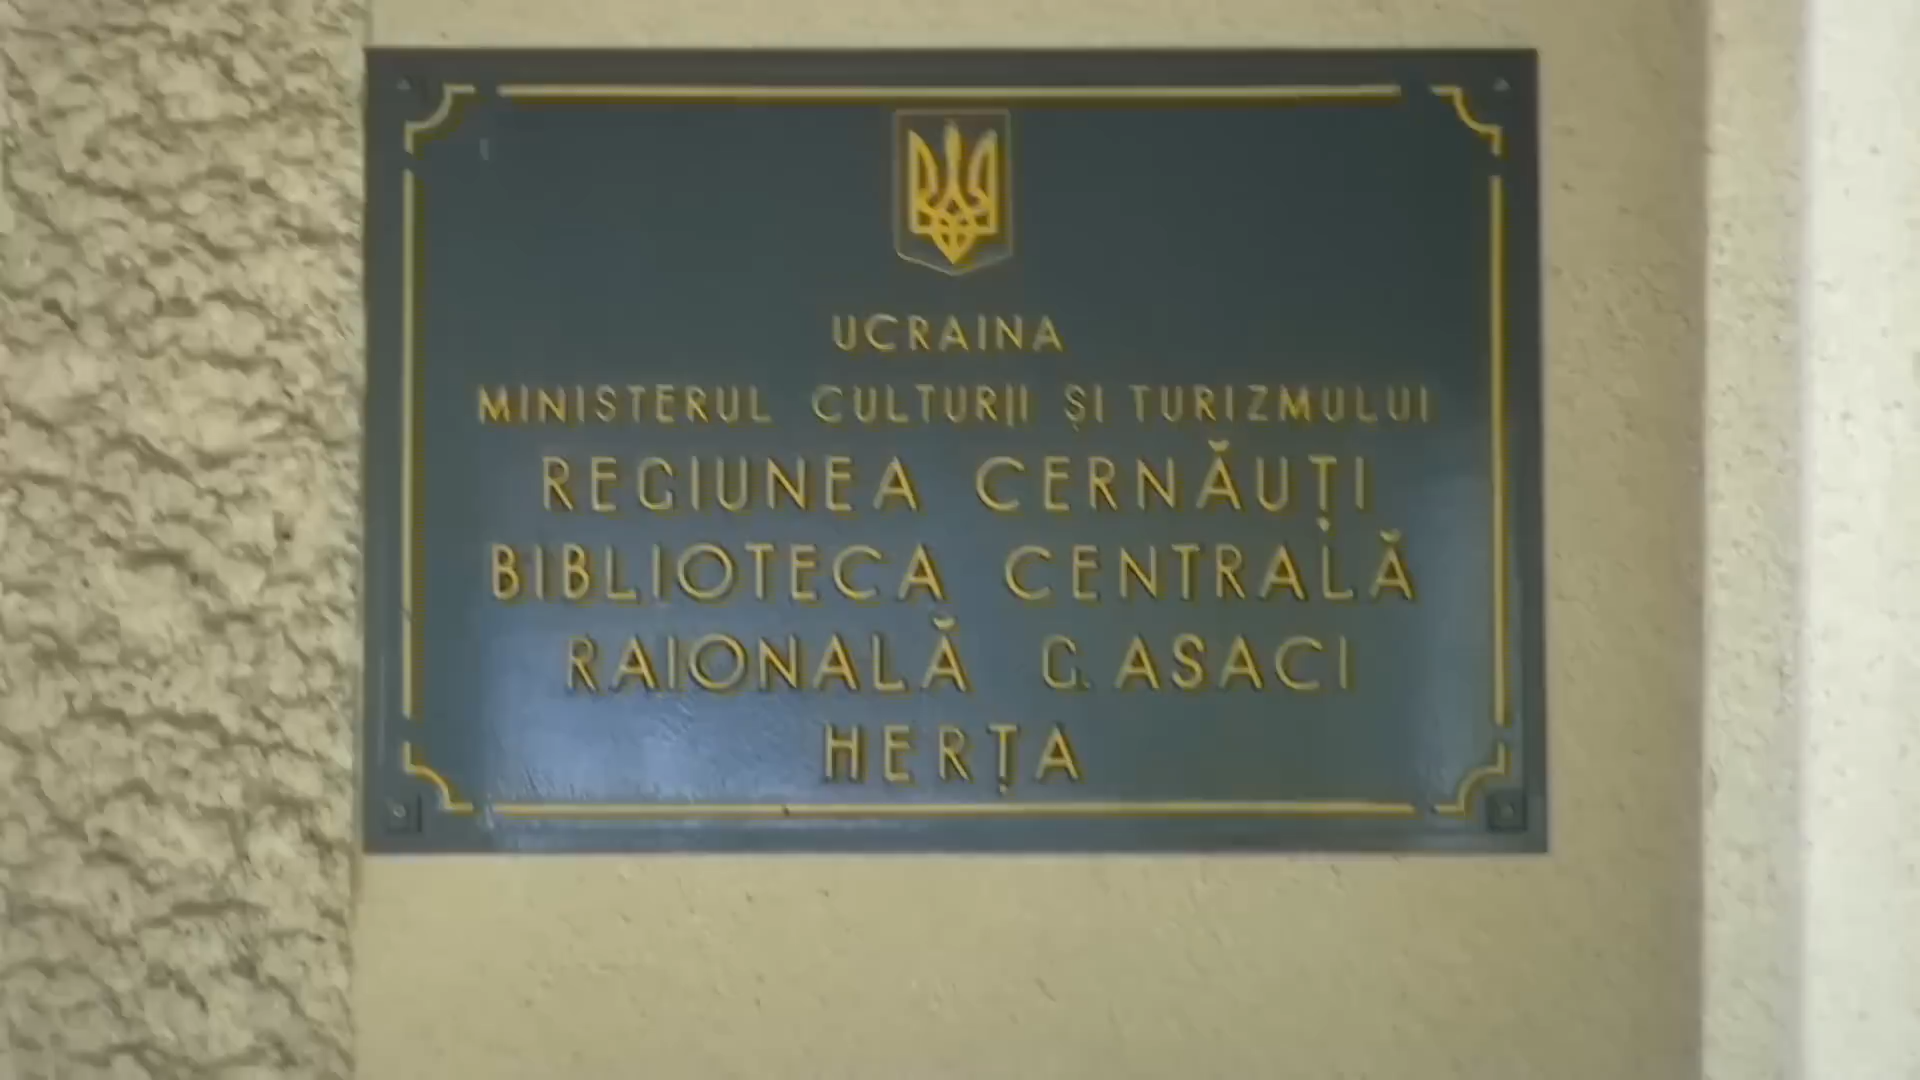 UCRAINA
MINISTERUL CULTURII ȘI TURIZMULUI
REGIUNEA CERNĂUȚI
BIBLIOTECA CENTRALĂ
RAIONALĂ G. ASACI
HERȚA